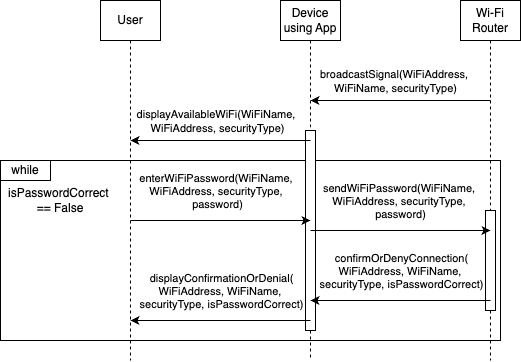 User
Device
using App
Wi-Fi
Router
broadcastSignal(WiFiAddress,
WiFiName, securityType)
displayAvailableWiFi(WiFiName,
WiFiAddress, securityType)
while
isPasswordCorrect
== False
enterWiFiPassword(WiFiName,
WiFiAddress, securityType,
password)
sendWiFiPassword(WiFiName,
WiFiAddress, securityType,
password)
confirmOrDenyConnection(
WiFiAddress, WiFiName,
securityType, isPasswordCorrect)
displayConfirmationOrDenial(
WiFiAddress, WiFiName,
securityType, isPasswordCorrect)